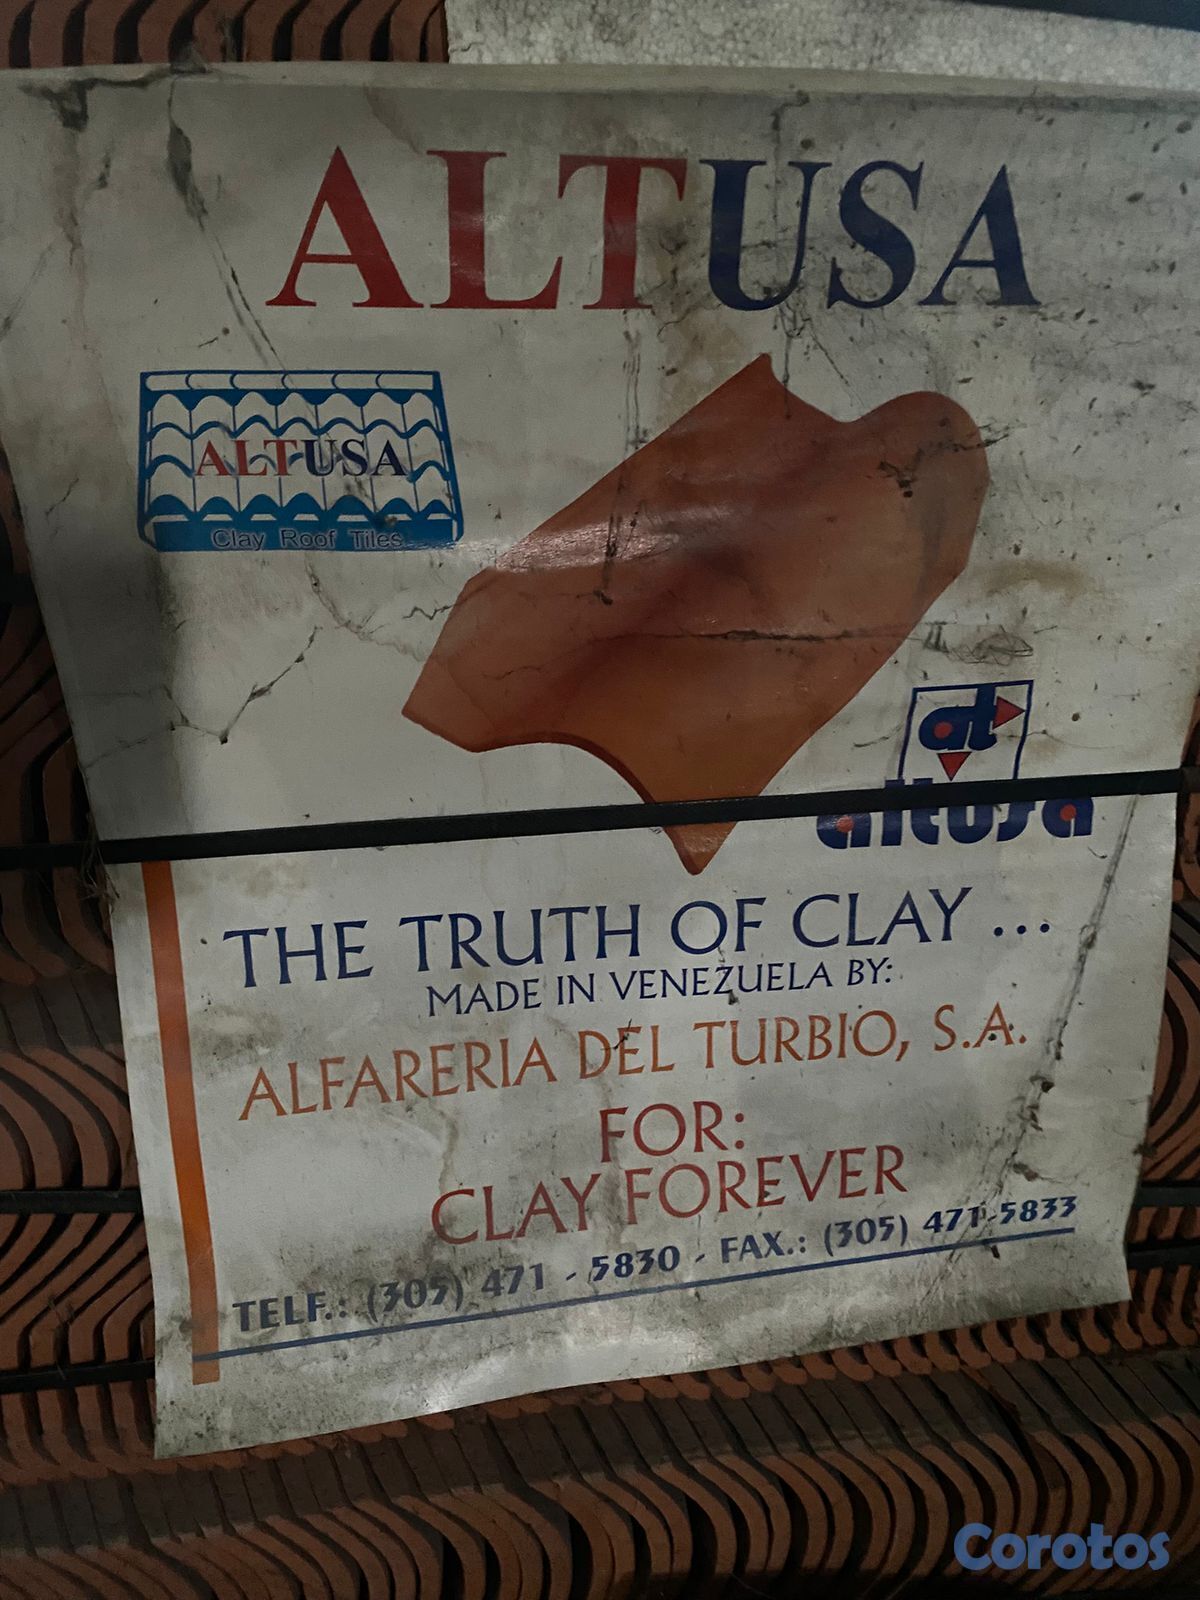 ALTUSA
ALTUSA
Clay Roof Tiles
at
altusa
THE TRUTH OF CLAY ...
MADE IN VENEZUELA BY:
ALFARERIA DEL TURBIO, S.A.
FOR:
CLAY FOREVER
TELF.: (305) 471 - 5830 - FAX.: (305) 471-5833
Corotos